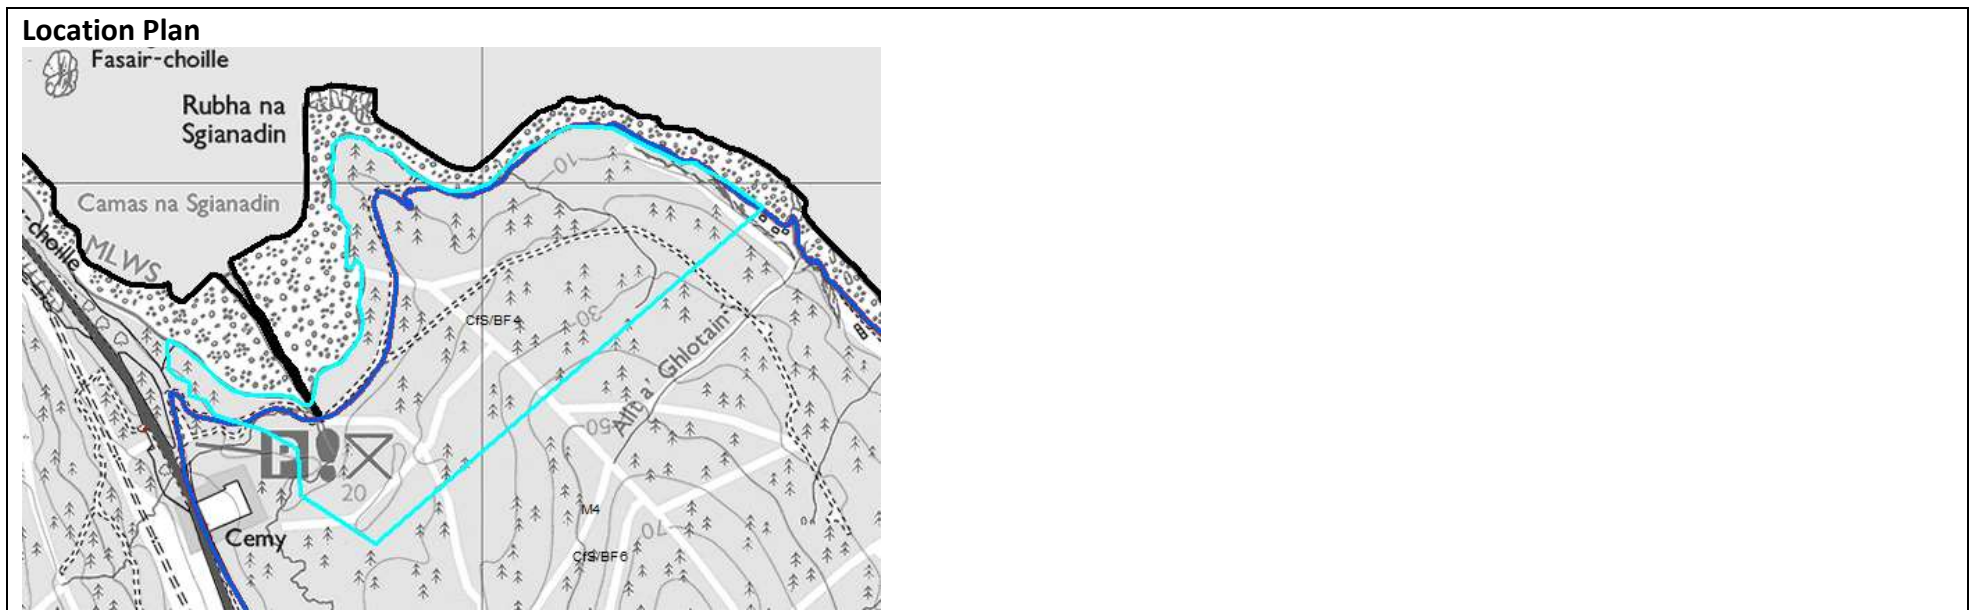 Location Plan
Fasair-choille
Rubha na
Sgianadin
Camas na Sgianadin
choille
MLWS
10
CfS/BF4
30
Allt a' Ghlotain
50
P
20
M4
70
Cemy
CfS/BF6